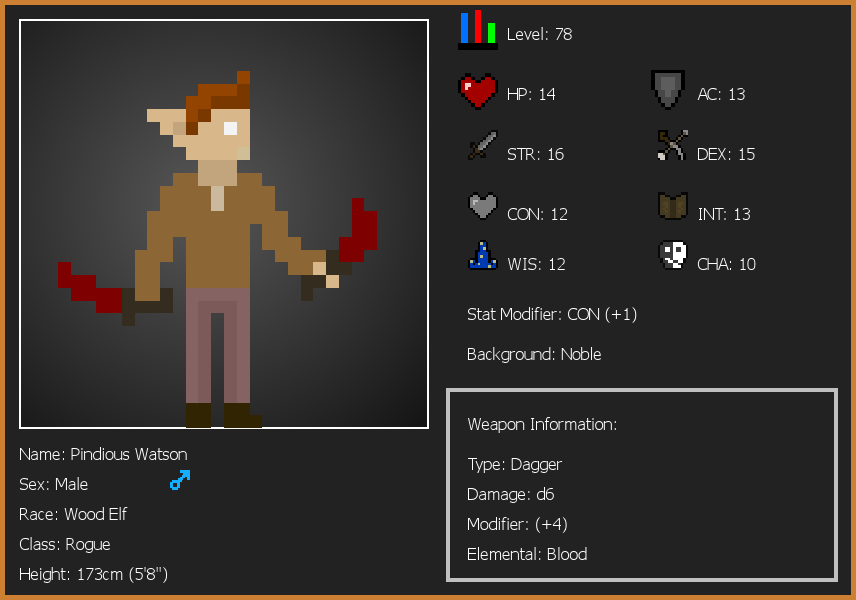 Level: 78
HP: 14
AC: 13
STR: 16
DEX: 15
CON: 12
INT: 13
WIS: 12
CHA: 10
Stat Modifier: CON (+1)
Background: Noble
Weapon Information:
Type: Dagger
Damage: d6
Modifier: (+4)
Elemental: Blood
Name: Pindious Watson
Sex: Male
Race: Wood Elf
Class: Rogue
Height: 173cm (5'8")